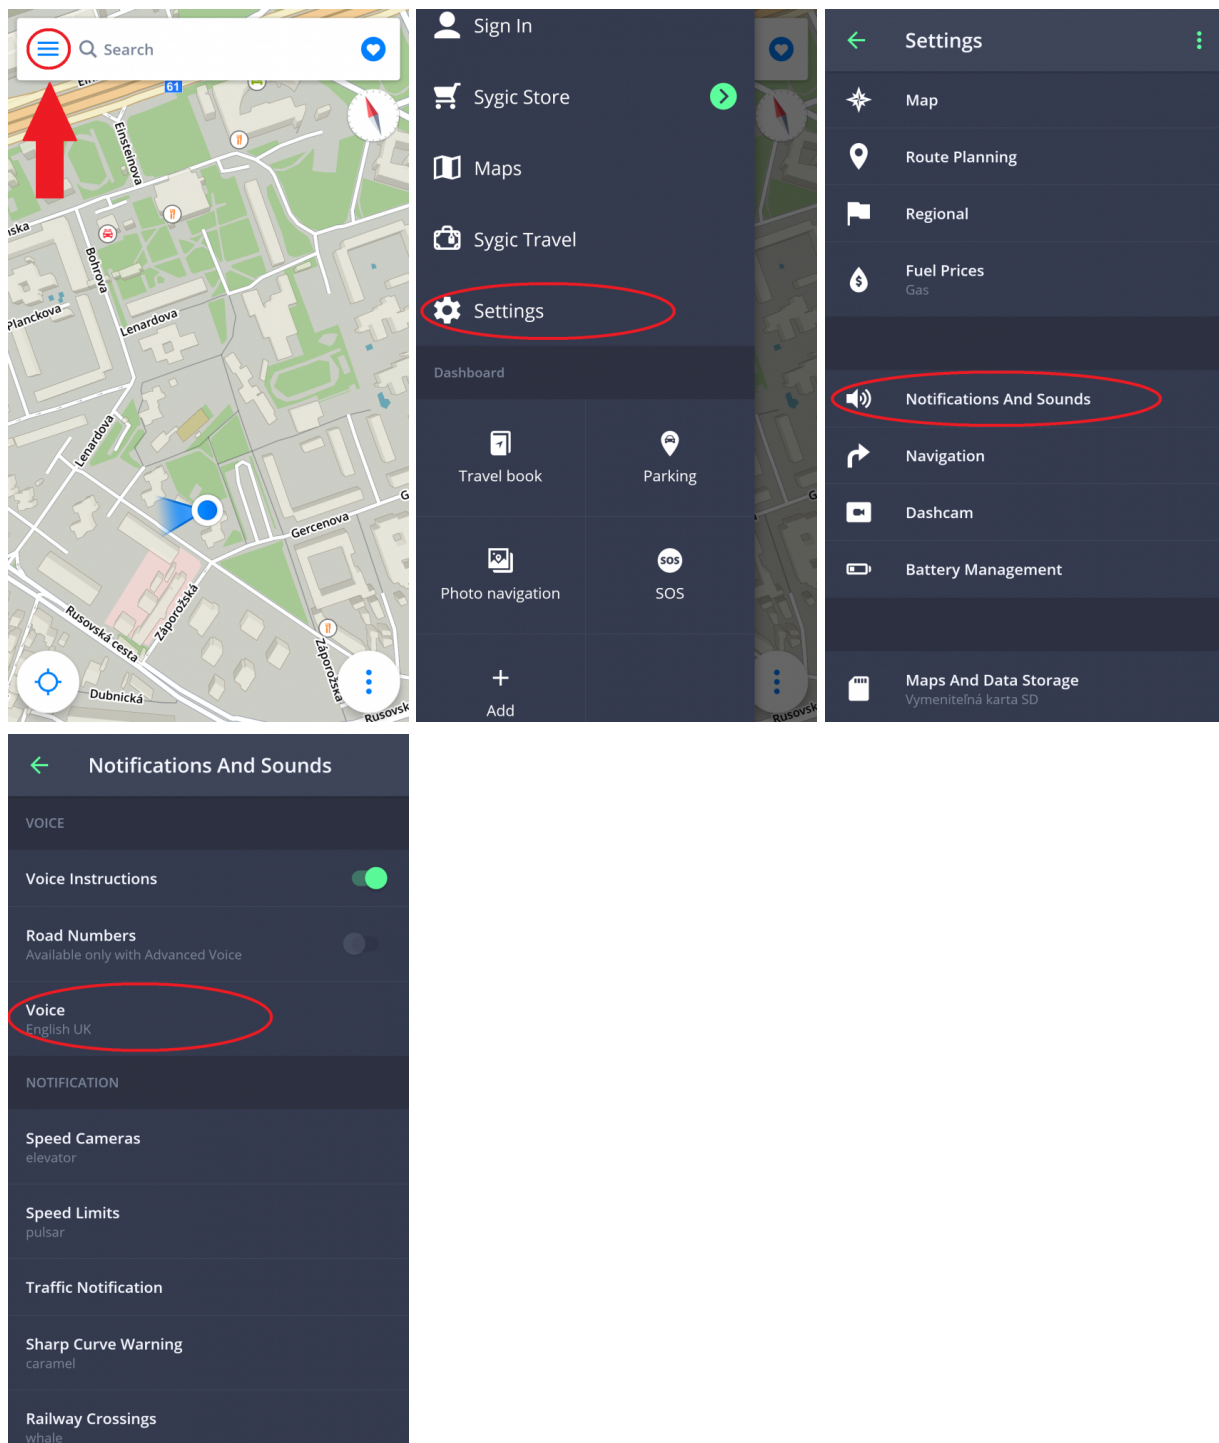 Search
61
Einsteinova
Bohrova
Planckova
Lenardova
Lenardova
Gercenova
Záporožská
Rusovská cesta
Záporožská
Dubnická
Rusovsk
Sign In
Sygic Store
Maps
Sygic Travel
Settings
Dashboard
Travel book
Parking
Photo navigation
SOS
SOS
Add
Rusovsk
Settings
Map
Route Planning
Regional
Fuel Prices
Gas
Notifications And Sounds
Navigation
Dashcam
Battery Management
Maps And Data Storage
Vymeniteľná karta SD
Notifications And Sounds
VOICE
Voice Instructions
Road Numbers
Available only with Advanced Voice
Voice
English UK
NOTIFICATION
Speed Cameras
elevator
Speed Limits
pulsar
Traffic Notification
Sharp Curve Warning
caramel
Railway Crossings
whale